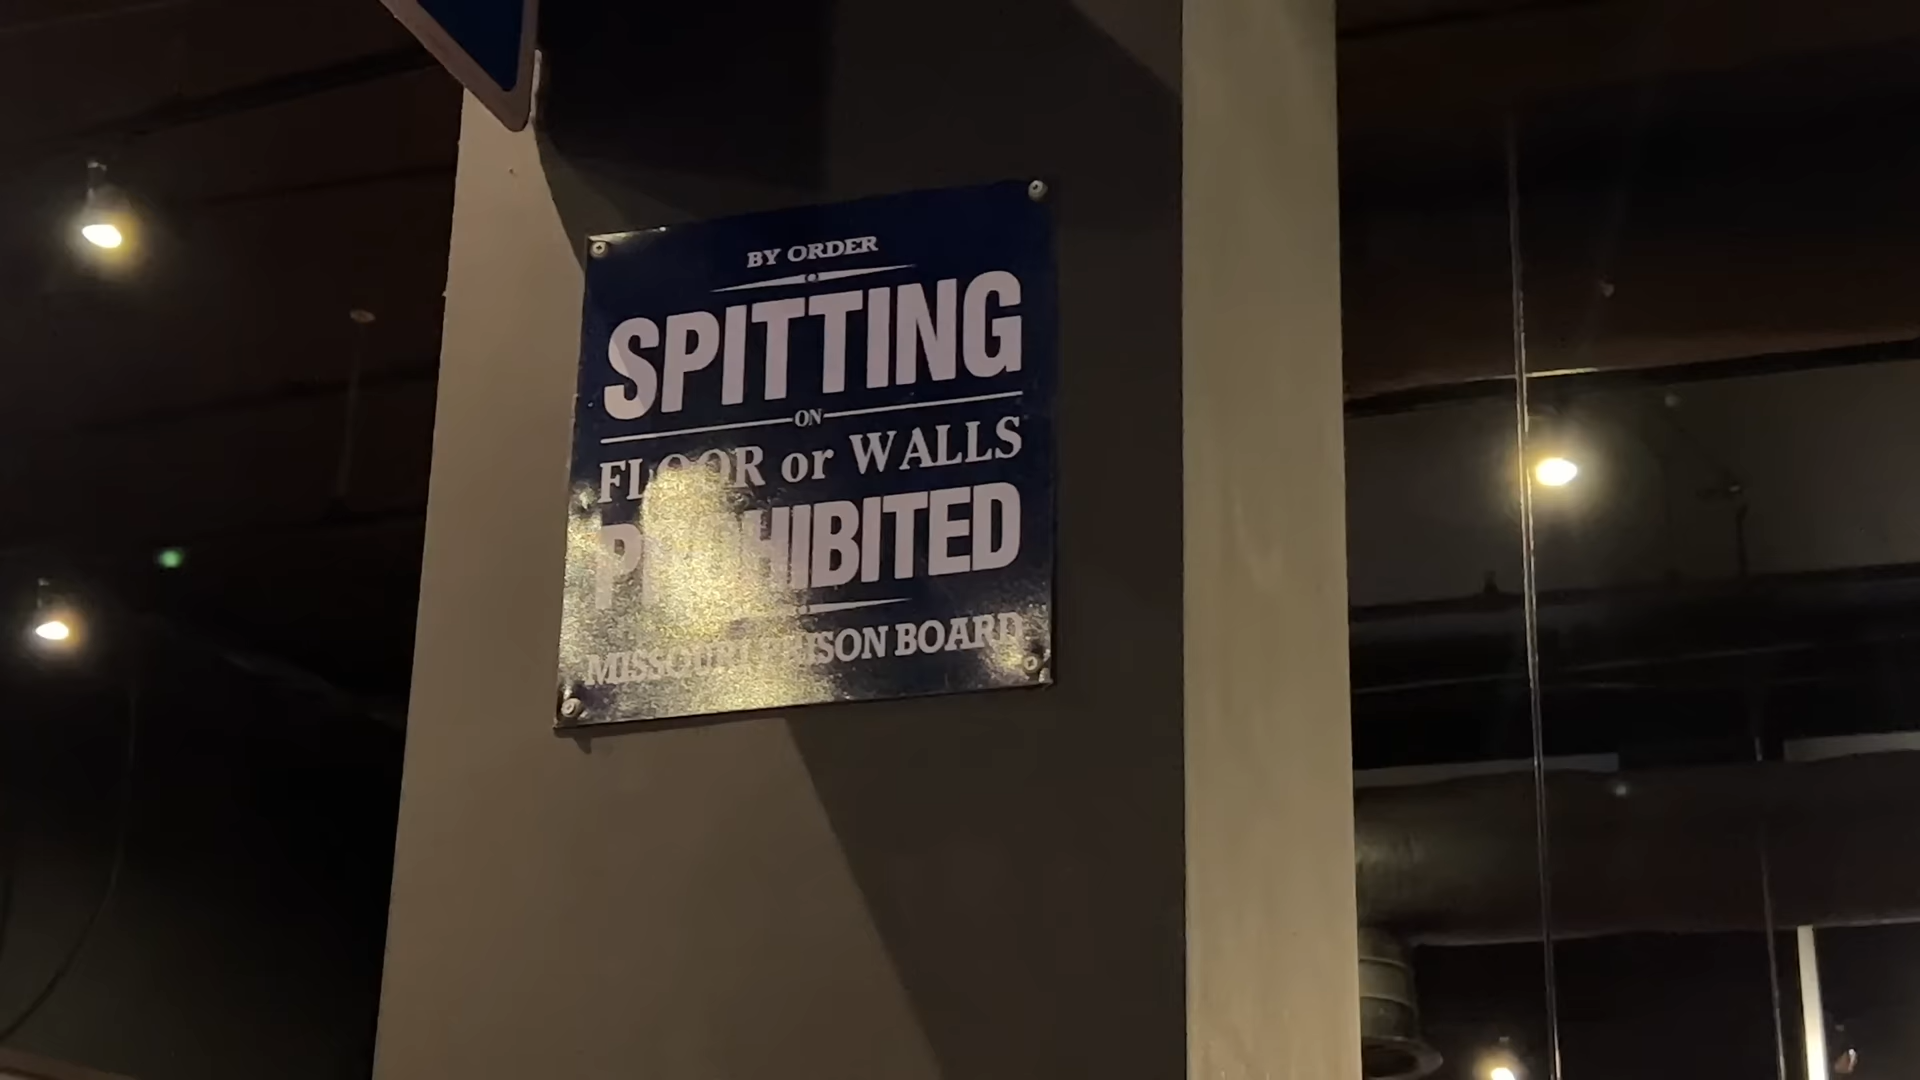 BY ORDER
SPITTING
ON
FLOOR or WALLS
PROHIBITED
MISSOURI PRISON BOARD